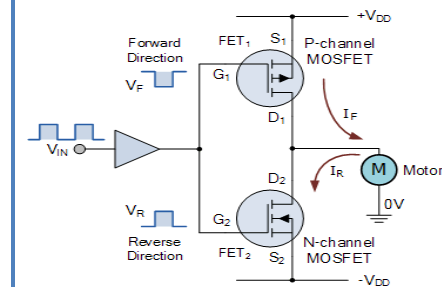 +VDD
Forward
Direction
VF
FET1
S1
G1
P-channel
MOSFET
D1
IF
VIN
IR
M
Motor
0V
D2
VR
G2
Reverse
Direction
FET2
S2
N-channel
MOSFET
-VDD